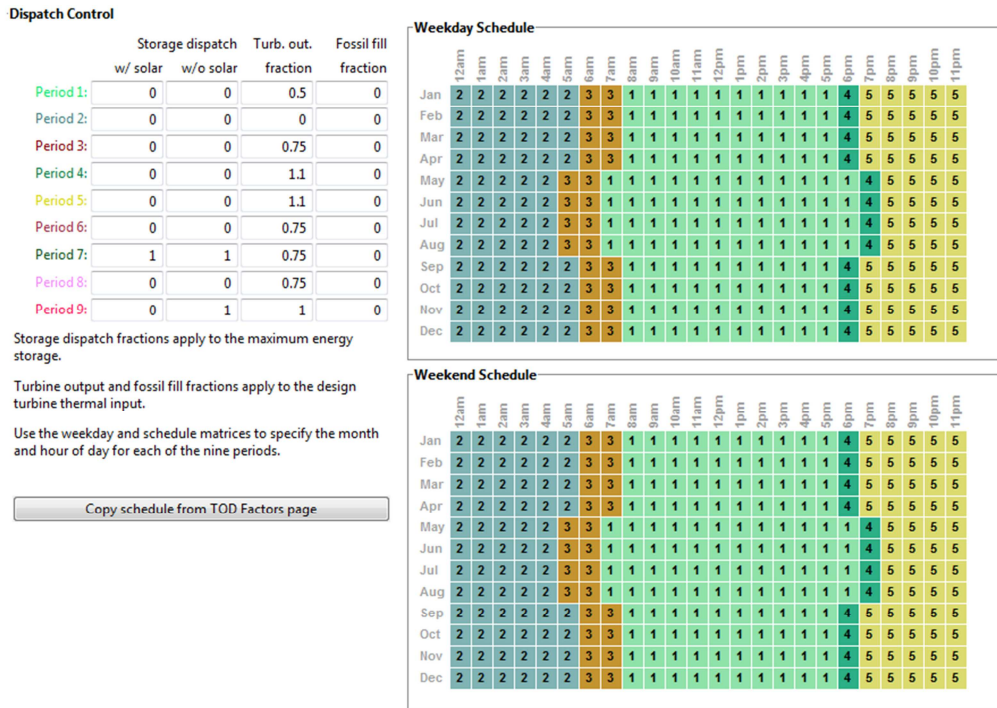 Dispatch Control
Storage dispatch Turb. out. Fossil fill
w/ solar w/o solar fraction fraction
Period 1: 0 0 0.5 0
Period 2: 0 0 0 0
Period 3: 0 0 0.75 0
Period 4: 0 0 1.1 0
Period 5: 0 0 1.1 0
Period 6: 0 0 0.75 0
Period 7: 1 1 0.75 0
Period 8: 0 0 0.75 0
Period 9: 0 1 1 0
Storage dispatch fractions apply to the maximum energy
storage.
Turbine output and fossil fill fractions apply to the design
turbine thermal input.
Use the weekday and schedule matrices to specify the month
and hour of day for each of the nine periods.
Copy schedule from TOD Factors page
Weekday Schedule
12am 1am 2am 3am 4am 5am 6am 7am 8am 9am 10am 11am 12pm 1pm 2pm 3pm 4pm 5pm 6pm 7pm 8pm 9pm 10pm 11pm
Jan 2 2 2 2 2 2 3 3 1 1 1 1 1 1 1 1 1 1 4 5 5 5 5 5
Feb 2 2 2 2 2 2 3 3 1 1 1 1 1 1 1 1 1 1 4 5 5 5 5 5
Mar 2 2 2 2 2 2 3 3 1 1 1 1 1 1 1 1 1 1 4 5 5 5 5 5
Apr 2 2 2 2 2 2 3 3 1 1 1 1 1 1 1 1 1 1 4 5 5 5 5 5
May 2 2 2 2 2 3 3 1 1 1 1 1 1 1 1 1 1 1 1 4 5 5 5 5
Jun 2 2 2 2 2 3 3 1 1 1 1 1 1 1 1 1 1 1 1 4 5 5 5 5
Jul 2 2 2 2 2 3 3 1 1 1 1 1 1 1 1 1 1 1 1 4 5 5 5 5
Aug 2 2 2 2 2 3 3 1 1 1 1 1 1 1 1 1 1 1 1 4 5 5 5 5
Sep 2 2 2 2 2 2 3 3 1 1 1 1 1 1 1 1 1 1 4 5 5 5 5 5
Oct 2 2 2 2 2 2 3 3 1 1 1 1 1 1 1 1 1 1 4 5 5 5 5 5
Nov 2 2 2 2 2 2 3 3 1 1 1 1 1 1 1 1 1 1 4 5 5 5 5 5
Dec 2 2 2 2 2 2 3 3 1 1 1 1 1 1 1 1 1 1 4 5 5 5 5 5
Weekend Schedule
12am 1am 2am 3am 4am 5am 6am 7am 8am 9am 10am 11am 12pm 1pm 2pm 3pm 4pm 5pm 6pm 7pm 8pm 9pm 10pm 11pm
Jan 2 2 2 2 2 2 3 3 1 1 1 1 1 1 1 1 1 1 4 5 5 5 5 5
Feb 2 2 2 2 2 2 3 3 1 1 1 1 1 1 1 1 1 1 4 5 5 5 5 5
Mar 2 2 2 2 2 2 3 3 1 1 1 1 1 1 1 1 1 1 4 5 5 5 5 5
Apr 2 2 2 2 2 2 3 3 1 1 1 1 1 1 1 1 1 1 4 5 5 5 5 5
May 2 2 2 2 2 3 3 1 1 1 1 1 1 1 1 1 1 1 1 4 5 5 5 5
Jun 2 2 2 2 2 3 3 1 1 1 1 1 1 1 1 1 1 1 1 4 5 5 5 5
Jul 2 2 2 2 2 3 3 1 1 1 1 1 1 1 1 1 1 1 1 4 5 5 5 5
Aug 2 2 2 2 2 3 3 1 1 1 1 1 1 1 1 1 1 1 1 4 5 5 5 5
Sep 2 2 2 2 2 2 3 3 1 1 1 1 1 1 1 1 1 1 4 5 5 5 5 5
Oct 2 2 2 2 2 2 3 3 1 1 1 1 1 1 1 1 1 1 4 5 5 5 5 5
Nov 2 2 2 2 2 2 3 3 1 1 1 1 1 1 1 1 1 1 4 5 5 5 5 5
Dec 2 2 2 2 2 2 3 3 1 1 1 1 1 1 1 1 1 1 4 5 5 5 5 5